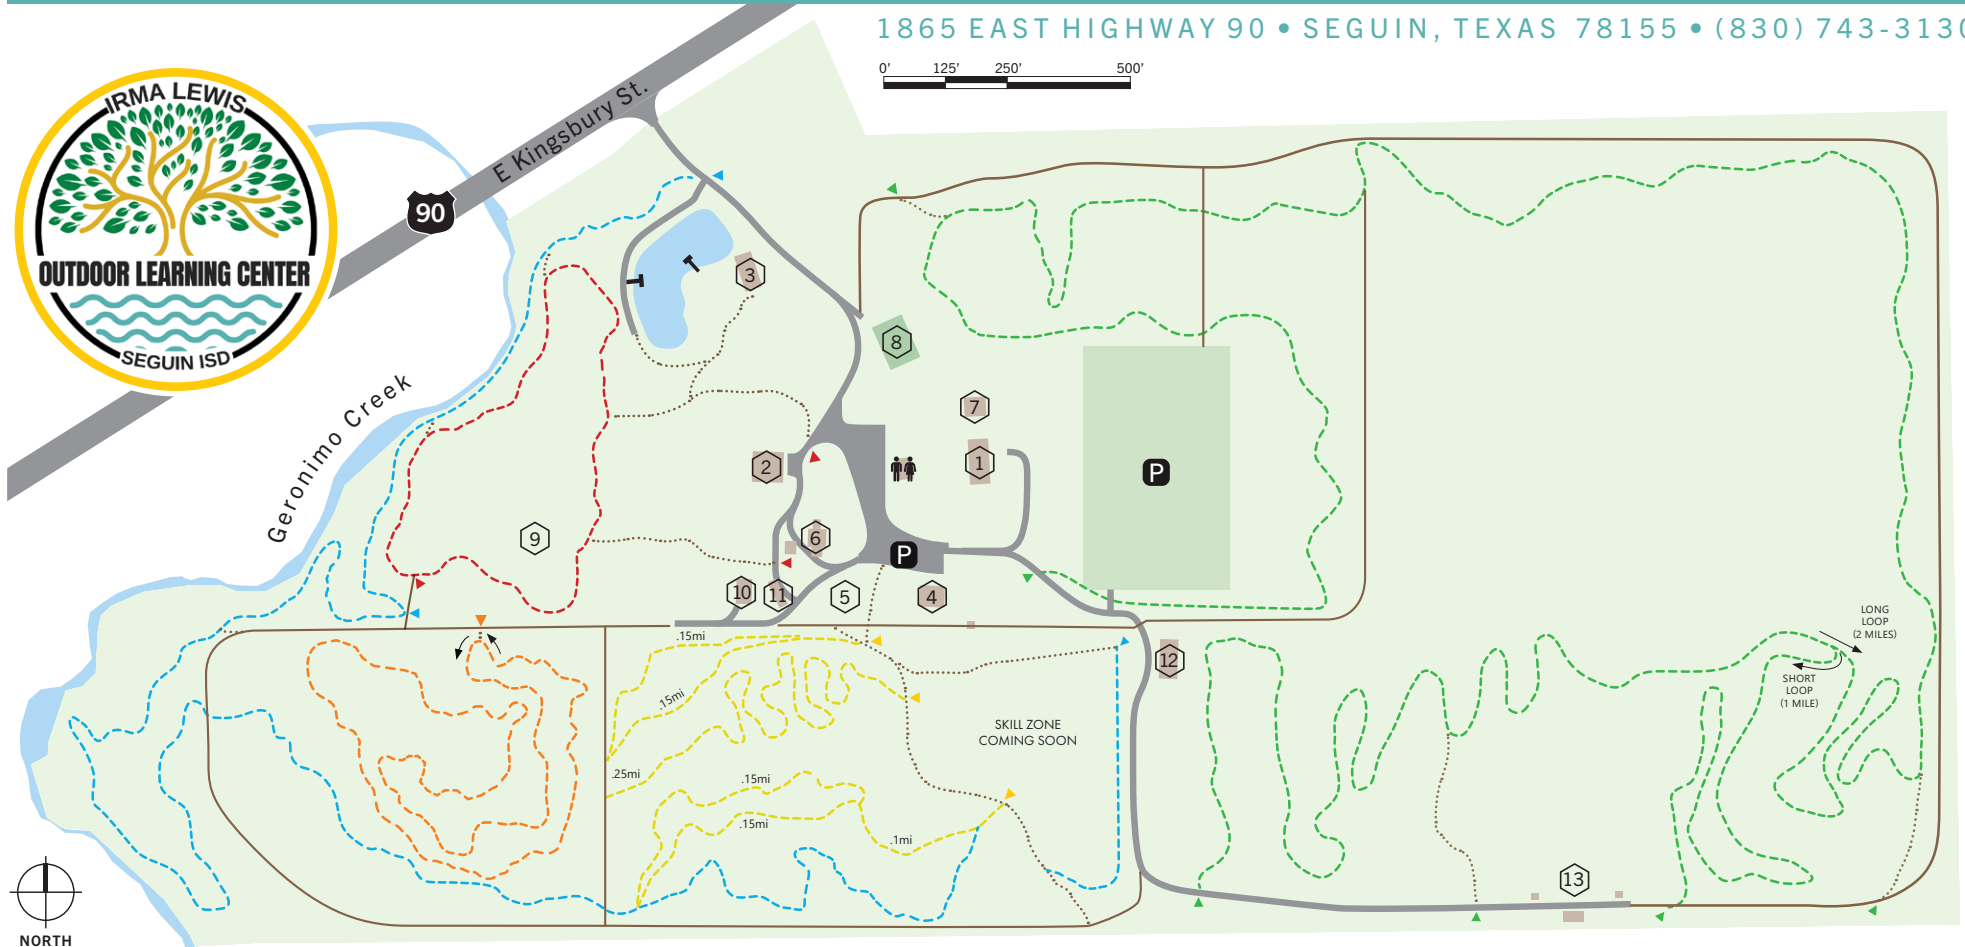 1865 EAST HIGHWAY 90 • SEGUIN, TEXAS 78155 • (830) 743-3130
0' 125' 250' 500'
IRMA LEWIS
OUTDOOR LEARNING CENTER
SEGUIN ISD
E Kingsbury St.
90
Geronimo Creek
3
8
7
2
1
P
9
6
P
10
11
5
4
12
13
.15mi
.15mi
.25mi
.15mi
.15mi
.1mi
SKILL ZONE
COMING SOON
LONG
LOOP
(2 MILES)
SHORT
LOOP
(1 MILE)
NORTH